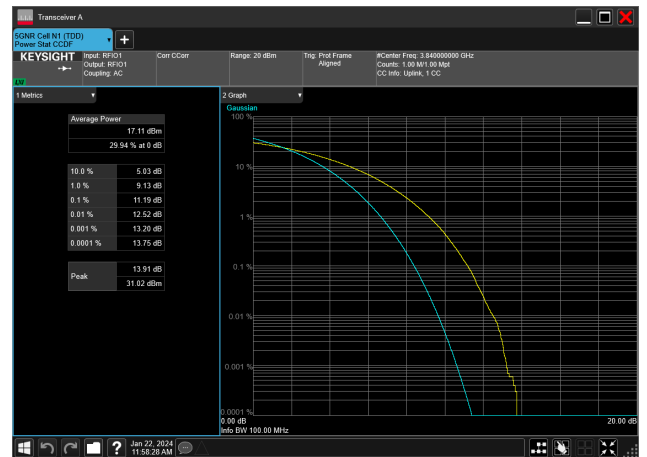 Transceiver A
5GNR Cell N1 (TDD)
Power Stat CCDF
KEYSIGHT
LXI
Input: RFIO1
Output: RFIO1
Coupling: AC
Corr CCorr
Range: 20 dBm
Trig: Prot Frame
Aligned
#Center Freq: 3.840000000 GHz
Counts: 1.00 M/1.00 Mpt
CC Info: Uplink, 1 CC
1 Metrics
Average Power
17.11 dBm
29.94 % at 0 dB
10.0 % 5.03 dB
1.0 % 9.13 dB
0.1 % 11.19 dB
0.01 % 12.52 dB
0.001 % 13.20 dB
0.0001 % 13.75 dB
Peak
13.91 dB
31.02 dBm
2 Graph
Gaussian
100 %
10 %
1 %
0.1 %
0.01 %
0.001 %
0.0001 %
0.00 dB 20.00 dB
Info BW 100.00 MHz
Jan 22, 2024
11:58:28 AM